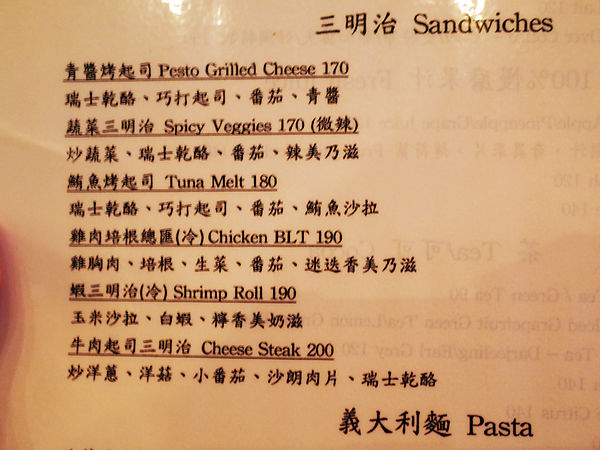 三明治 Sandwiches
青醬烤起司 Pesto Grilled Cheese 170
瑞士乾酪、巧打起司、番茄、青醬
蔬菜三明治 Spicy Veggies 170 (微辣)
炒蔬菜、瑞士乾酪、番茄、辣美乃滋
鮪魚烤起司 Tuna Melt 180
瑞士乾酪、巧打起司、番茄、鮪魚沙拉
雞肉培根總匯(冷) Chicken BLT 190
雞胸肉、培根、生菜、番茄、迷迭香美乃滋
蝦三明治(冷) Shrimp Roll 190
玉米沙拉、白蝦、檸香美奶滋
牛肉起司三明治 Cheese Steak 200
炒洋蔥、洋菇、小番茄、沙朗肉片、瑞士乾酪
義大利麵 Pasta